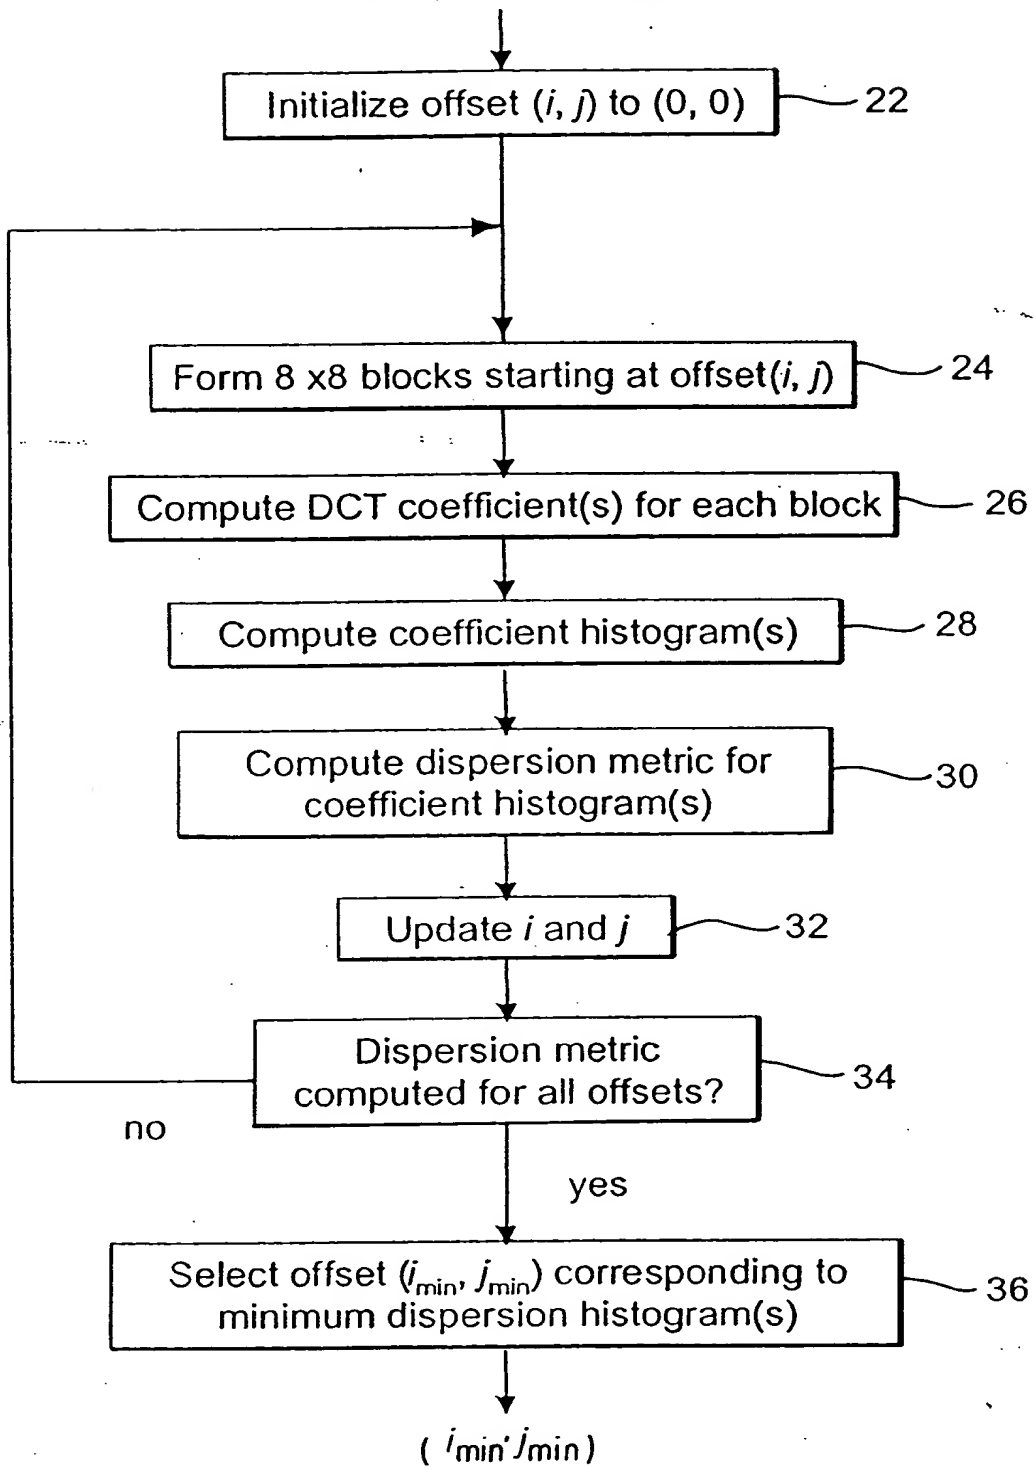 Initialize offset (i, j) to (0, 0)
22
Form 8 x8 blocks starting at offset(i, j)
24
Compute DCT coefficient(s) for each block
26
Compute coefficient histogram(s)
28
Compute dispersion metric for
coefficient histogram(s)
30
Update i and j
32
Dispersion metric
computed for all offsets?
34
no
yes
Select offset (imin, jmin) corresponding to
minimum dispersion histogram(s)
36
( imin, jmin)